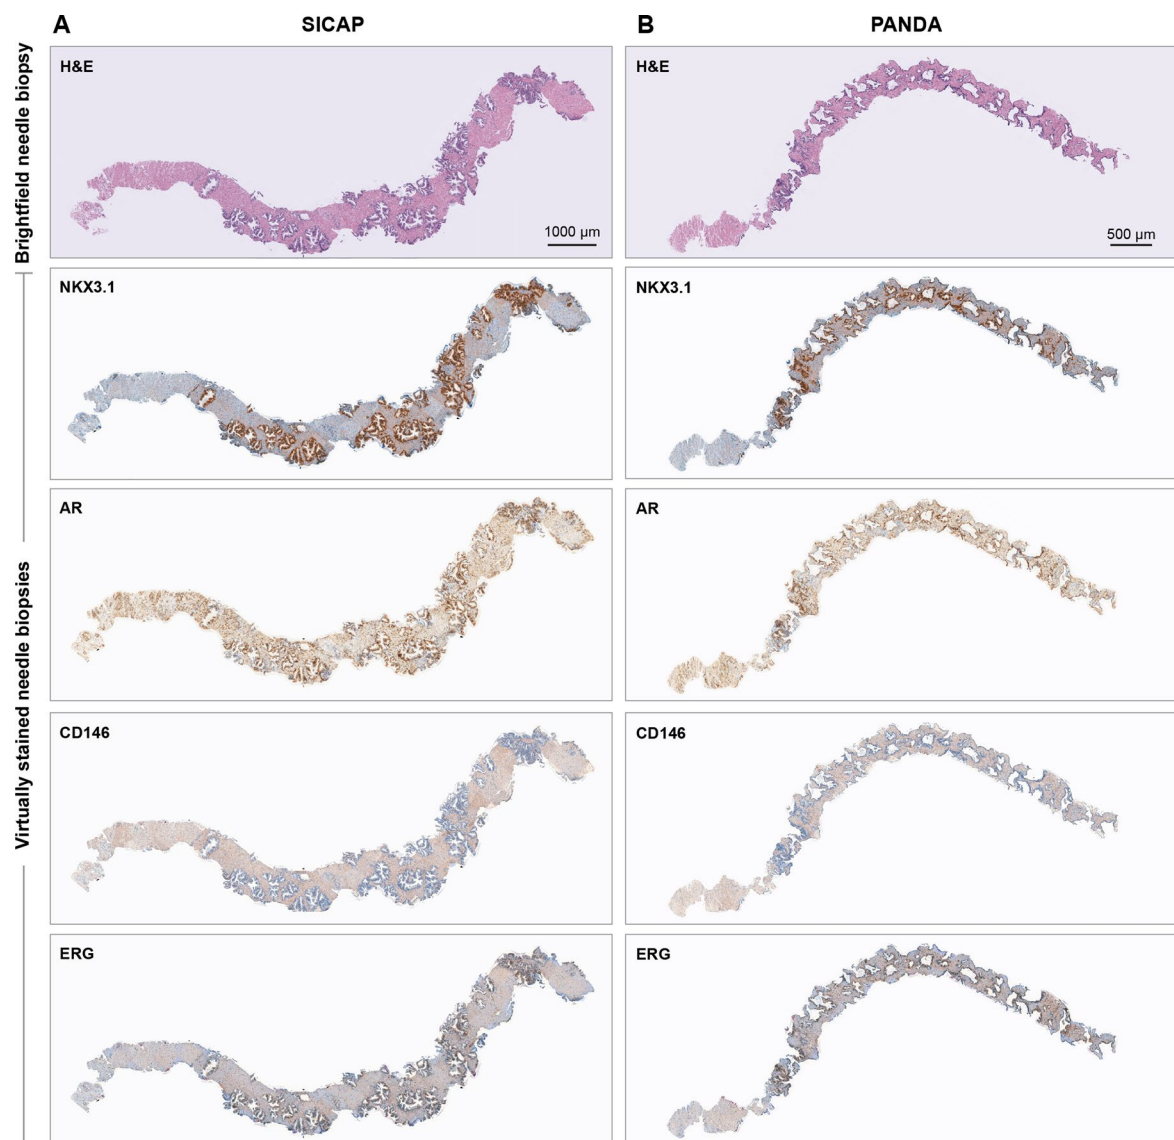 A SICAP
B PANDA
Brightfield needle biopsy
H&E
1000 µm
H&E
500 µm
Virtually stained needle biopsies
NKX3.1
NKX3.1
AR
AR
CD146
CD146
ERG
ERG